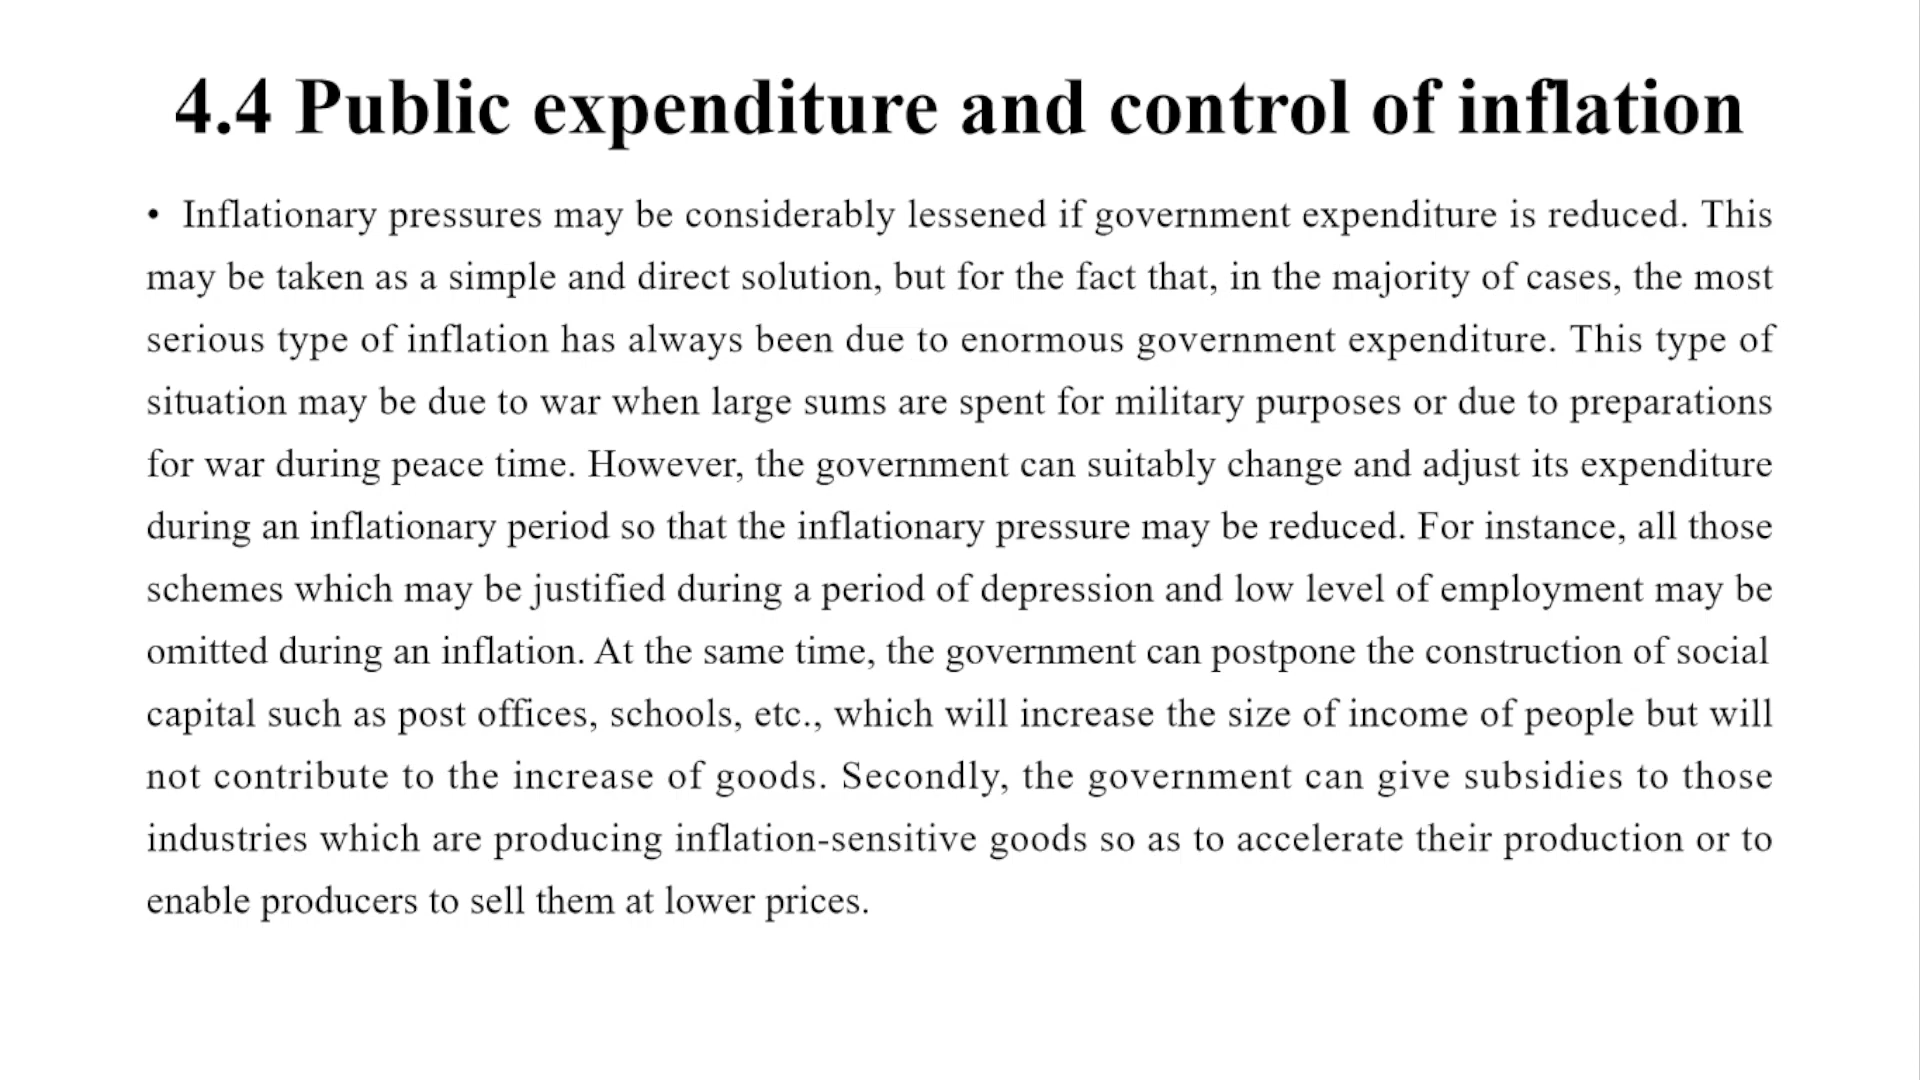 4.4 Public expenditure and control of inflation
• Inflationary pressures may be considerably lessened if government expenditure is reduced. This
may be taken as a simple and direct solution, but for the fact that, in the majority of cases, the most
serious type of inflation has always been due to enormous government expenditure. This type of
situation may be due to war when large sums are spent for military purposes or due to preparations
for war during peace time. However, the government can suitably change and adjust its expenditure
during an inflationary period so that the inflationary pressure may be reduced. For instance, all those
schemes which may be justified during a period of depression and low level of employment may be
omitted during an inflation. At the same time, the government can postpone the construction of social
capital such as post offices, schools, etc., which will increase the size of income of people but will
not contribute to the increase of goods. Secondly, the government can give subsidies to those
industries which are producing inflation-sensitive goods so as to accelerate their production or to
enable producers to sell them at lower prices.